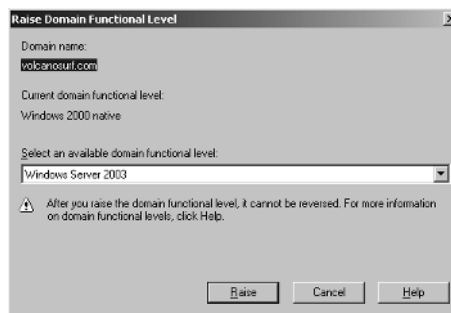 Raise Domain Functional Level
Domain name:
volcanosurf.com
Current domain functional level:
Windows 2000 native
Select an available domain functional level:
Windows Server 2003
After you raise the domain functional level, it cannot be reversed. For more information
on domain functional levels, click Help.
Raise Cancel Help